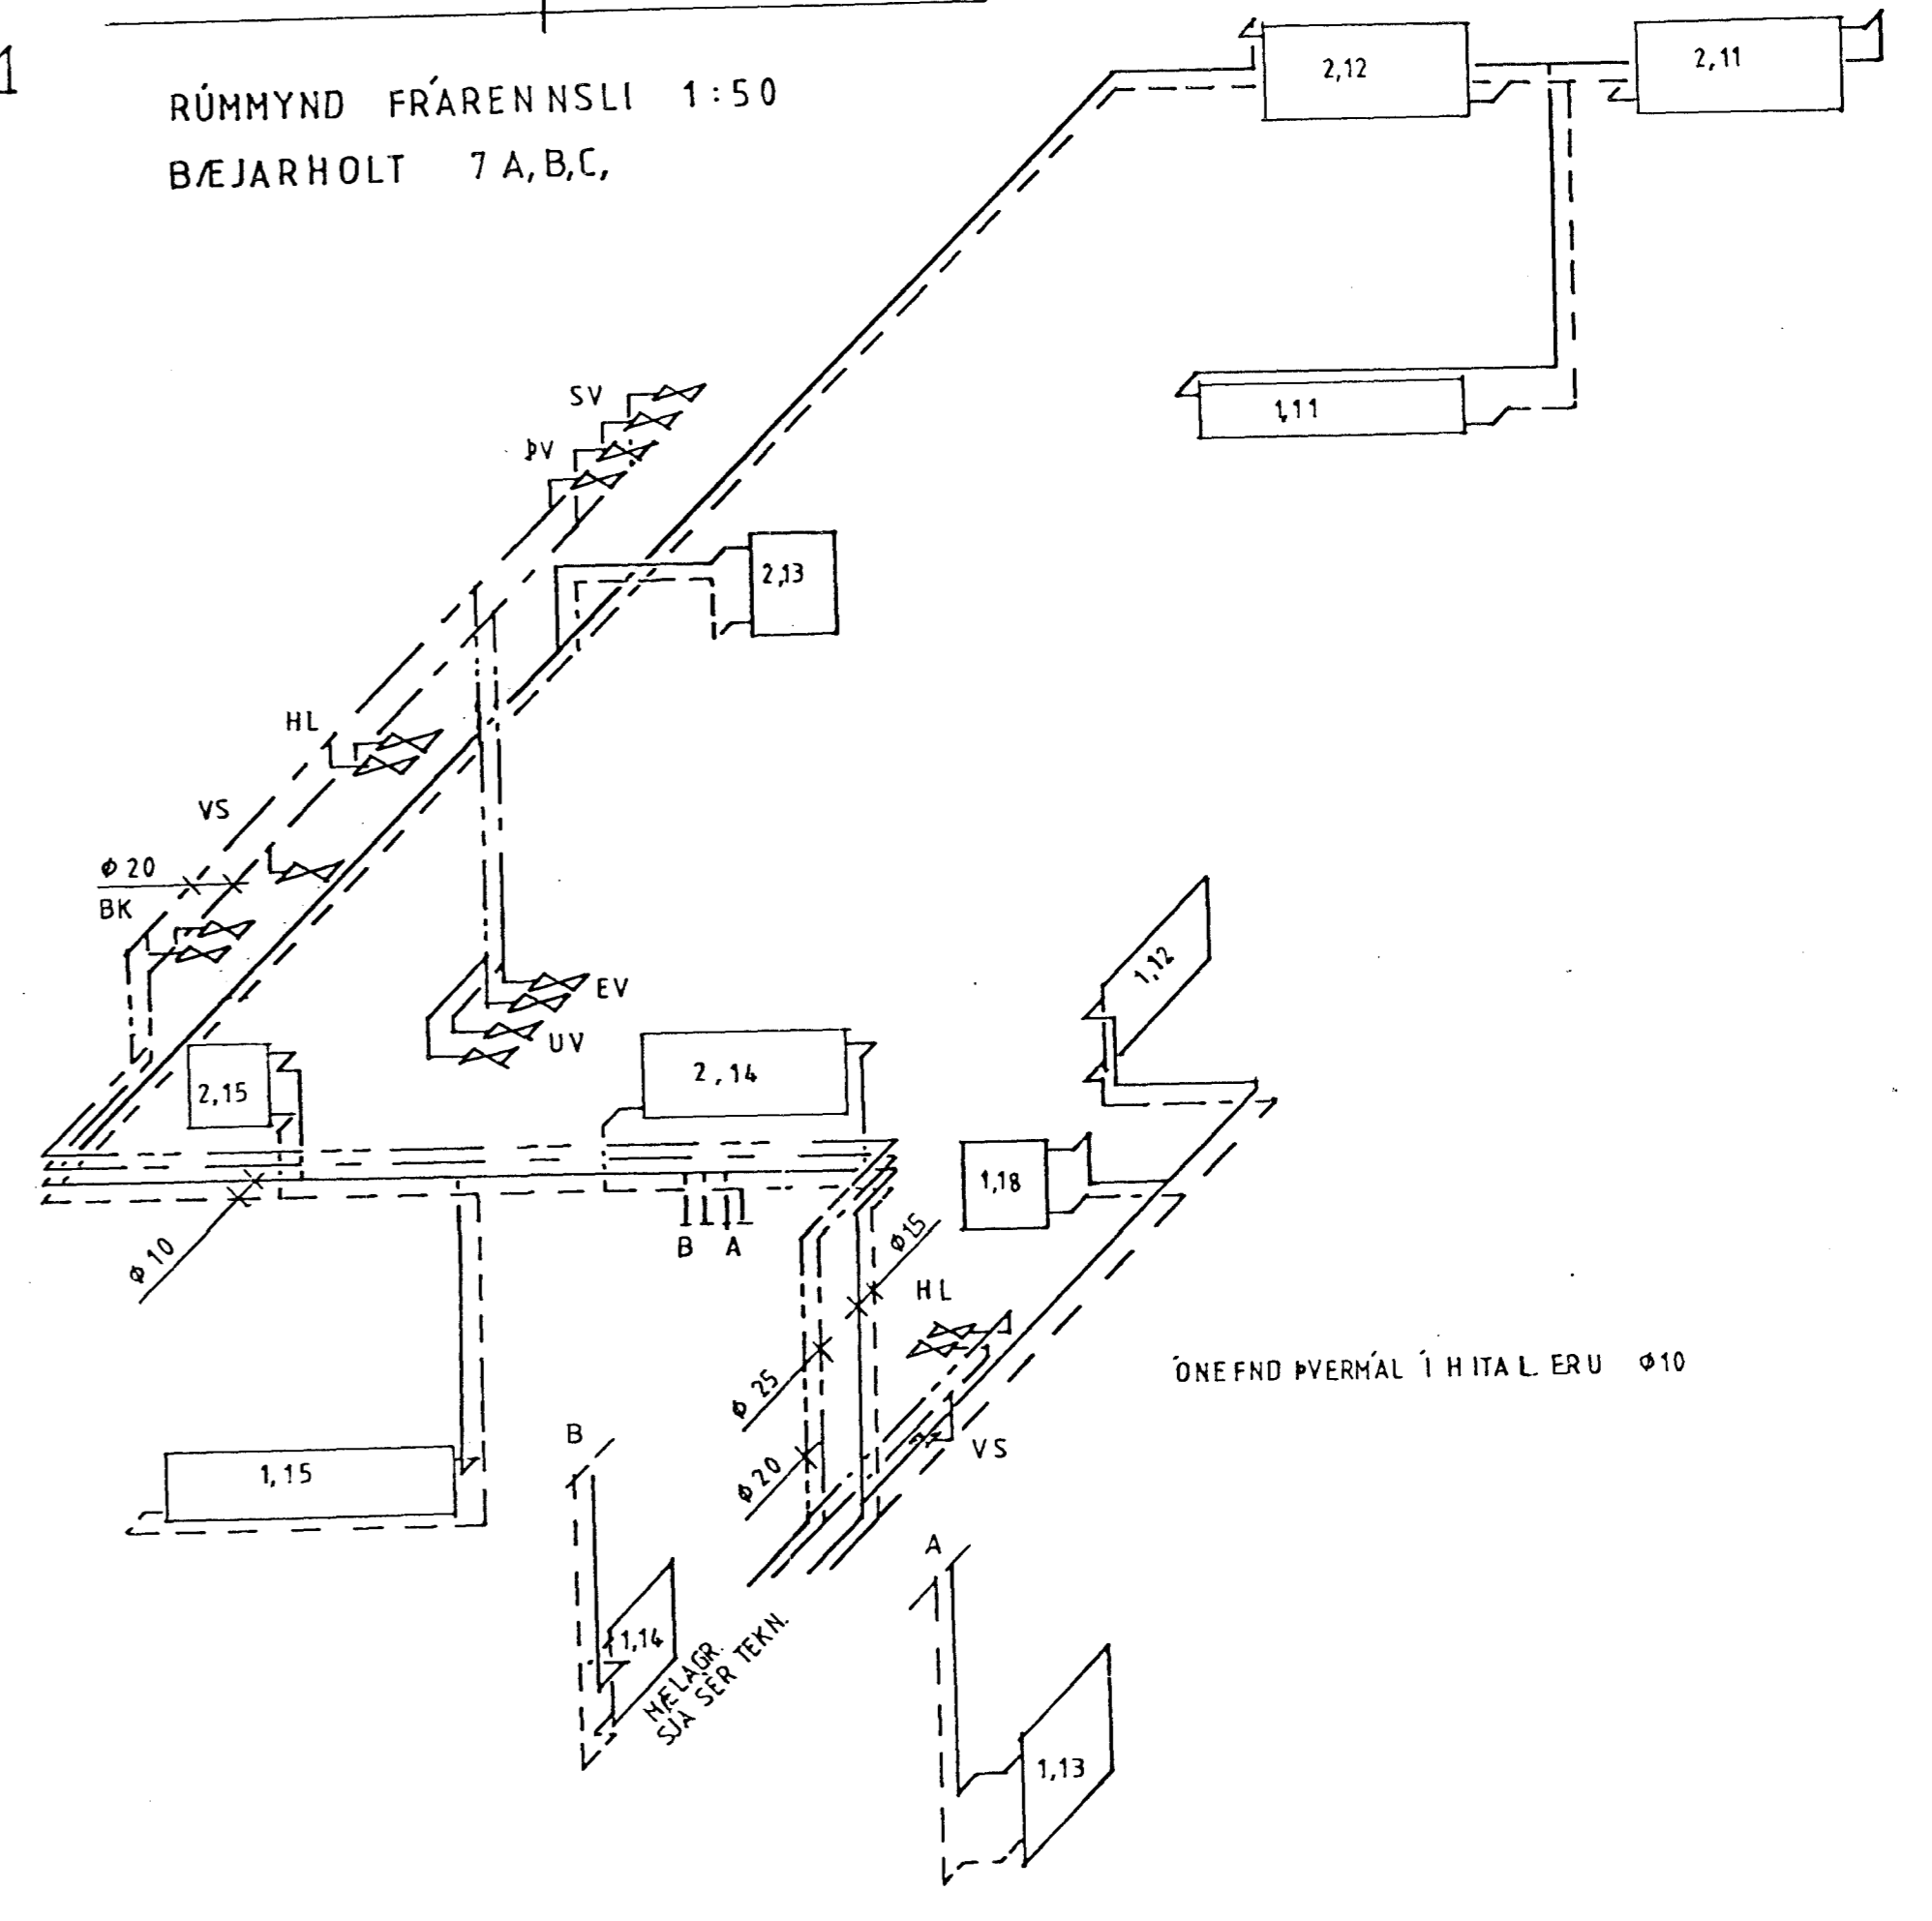 1
RÚMMYND FRÁRENNSLI 1:50
BÆJARHOLT 7 A,B,C,
2,12
2,11
1,11
SV
ÞV
2,13
HL
VS
Ø 20
BK
EV
UV
2,15
2,14
1,12
1,18
B A
Ø 10
Ø 15
HL
Ø 25
ÓNEFND ÞVERMÁL Í HITAL. ERU Ø10
VS
Ø 20
B
1,15
A
1,14
MÆLAGR.
SJÁ SÉR TEKN.
1,13